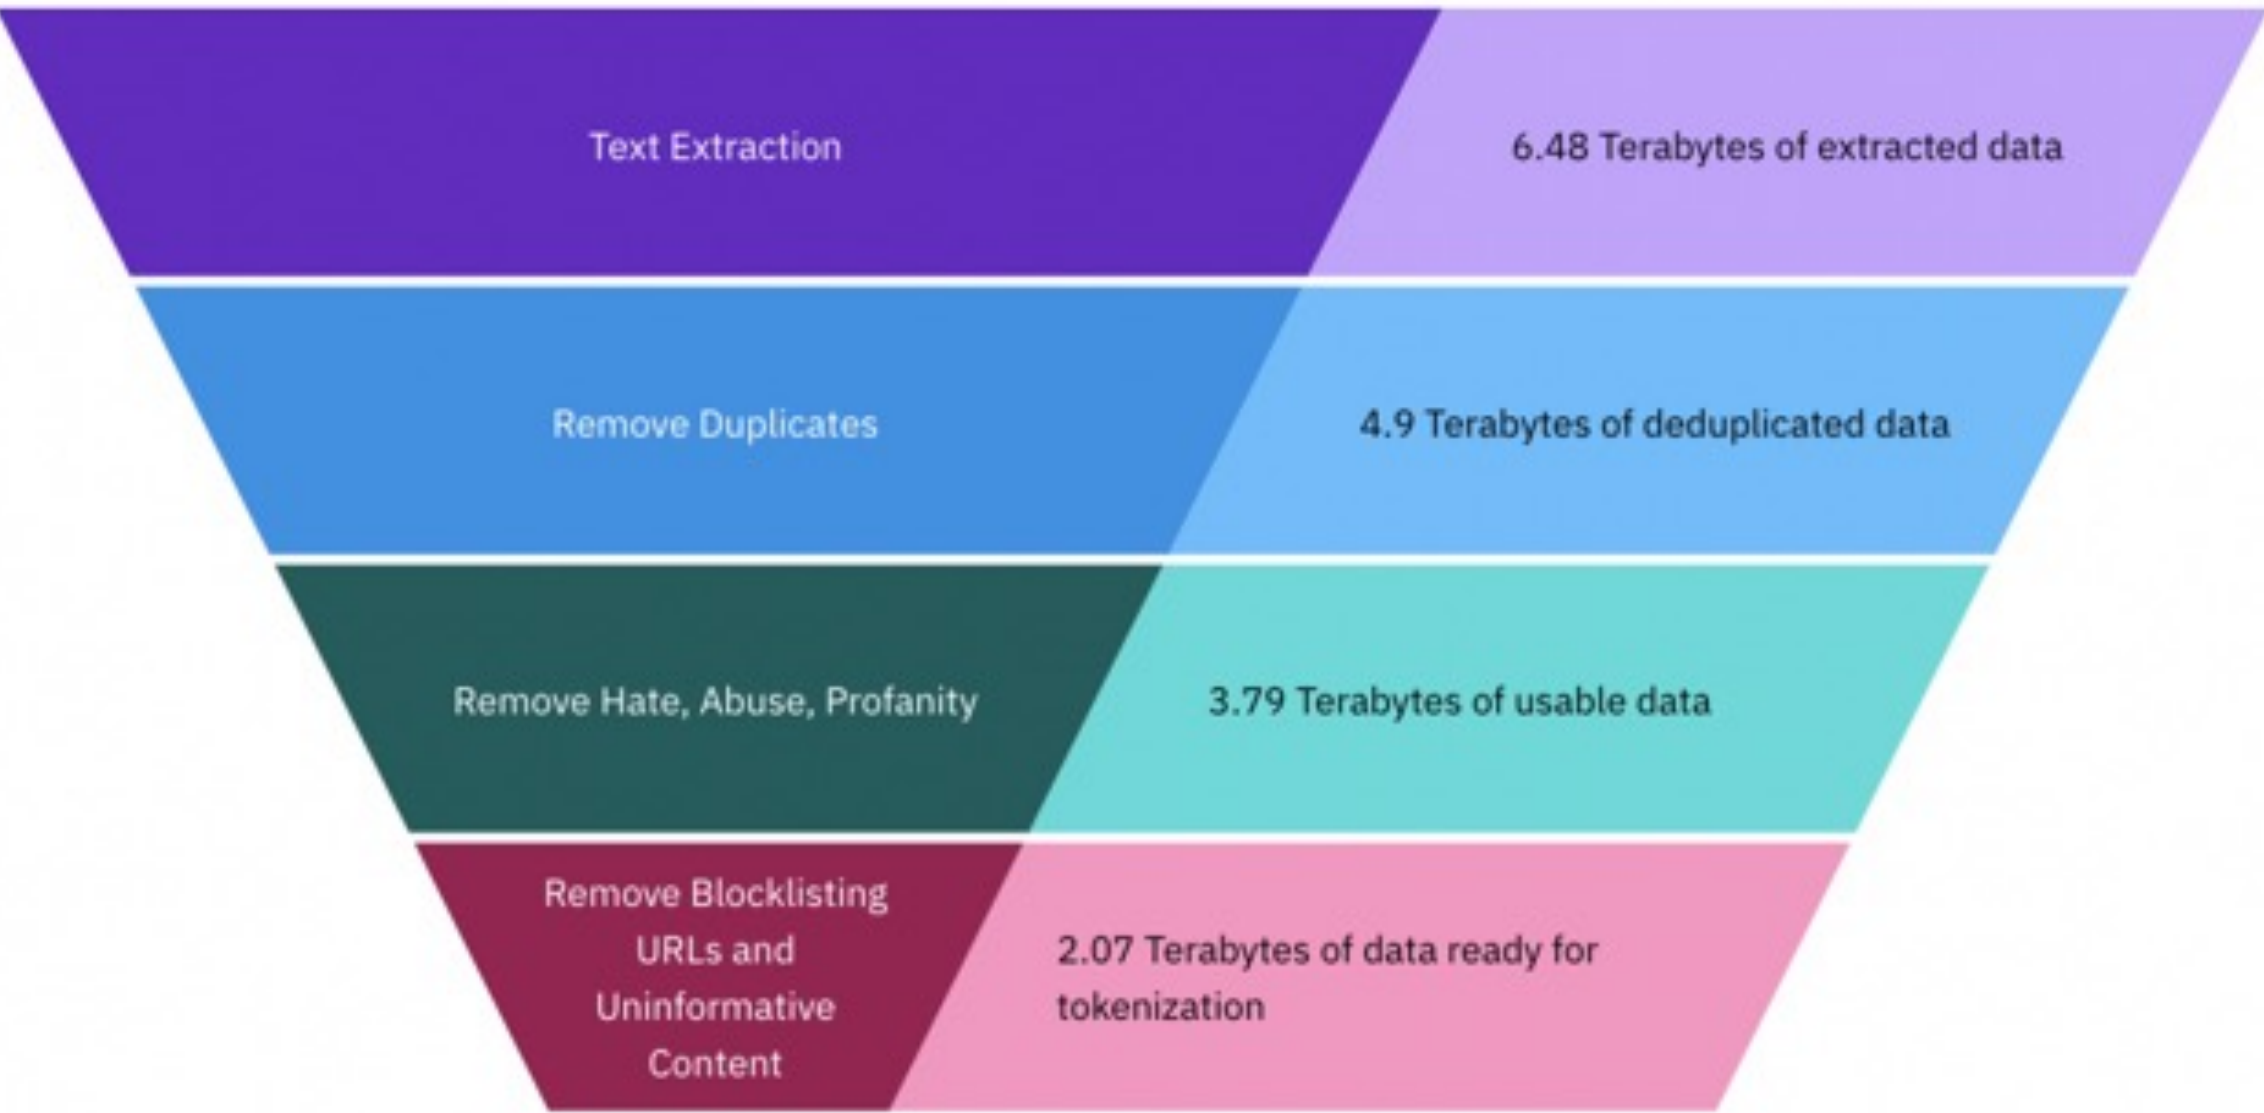 Text Extraction
6.48 Terabytes of extracted data
Remove Duplicates
4.9 Terabytes of deduplicated data
Remove Hate, Abuse, Profanity
3.79 Terabytes of usable data
Remove Blocklisting
URLs and
Uninformative
Content
2.07 Terabytes of data ready for
tokenization